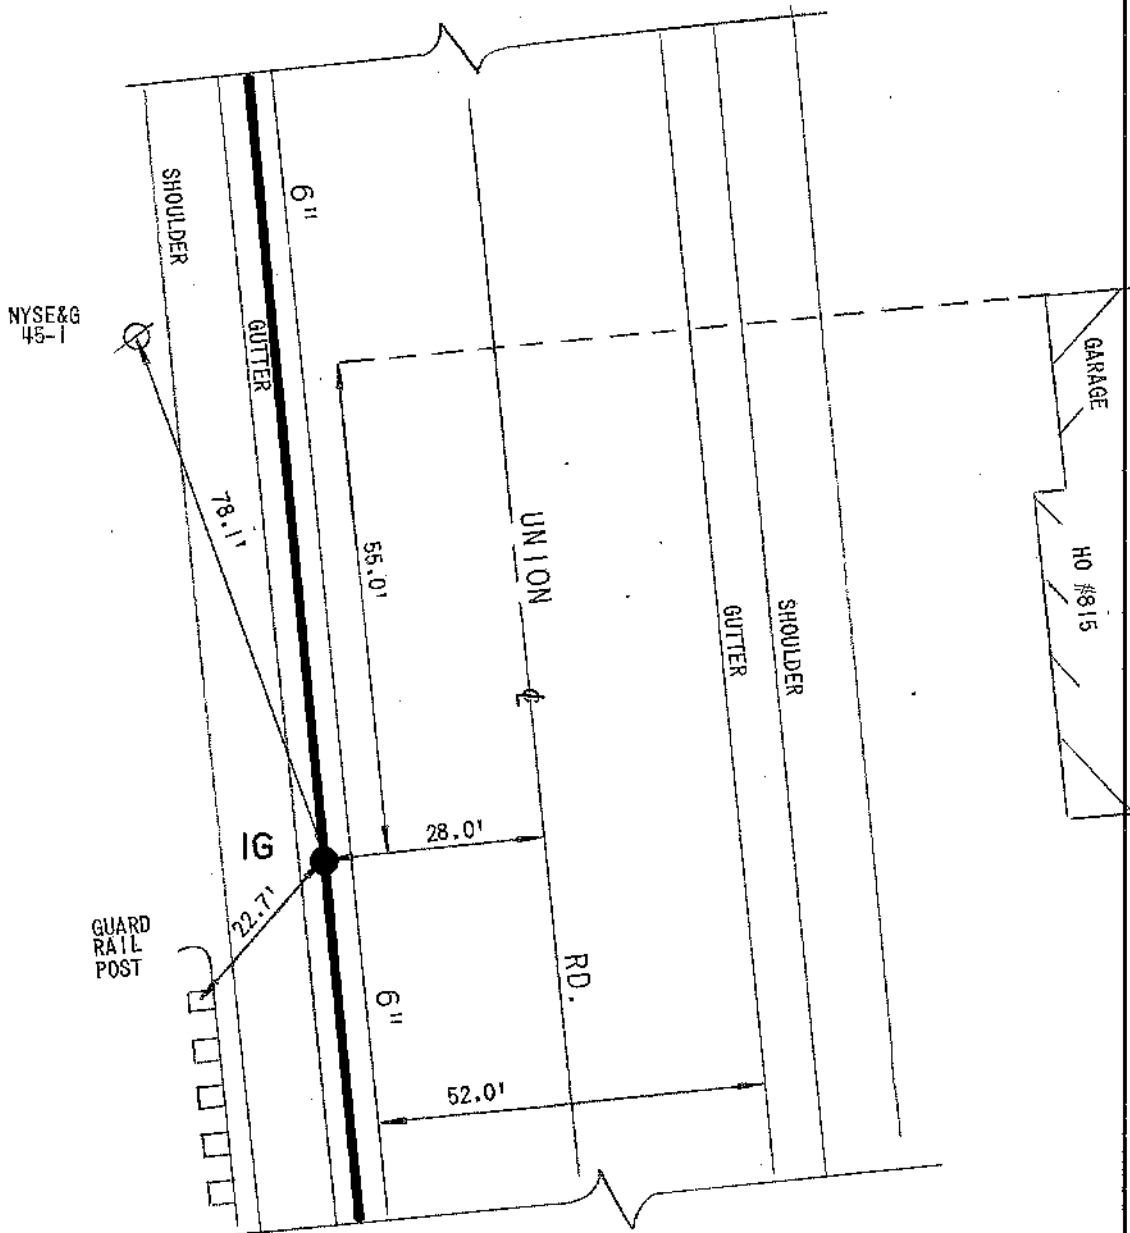 SHOULDER
6"
NYSE&G
45-1
GUTTER
GARAGE
78.1'
55.0'
UNION
HO #815
GUTTER
SHOULDER
℄
IG
28.0'
22.7'
GUARD
RAIL
POST
RD.
6"
52.0'